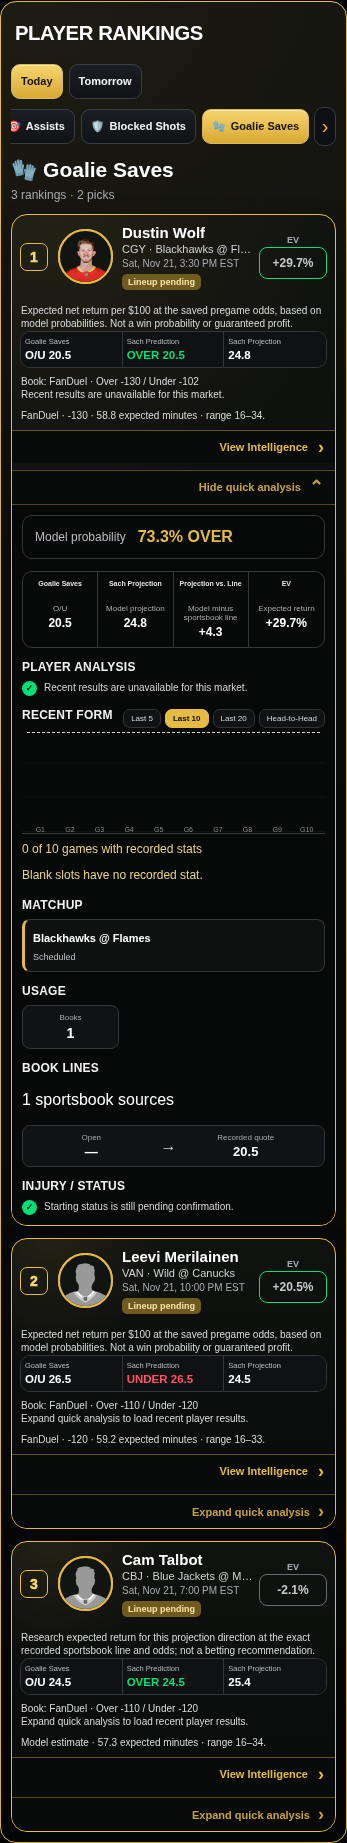 PLAYER RANKINGS
Today
Tomorrow
Assists
Blocked Shots
Goalie Saves
›
Goalie Saves
3 rankings · 2 picks
1
Dustin Wolf
CGY · Blackhawks @ Fl...
Sat, Nov 21, 3:30 PM EST
Lineup pending
EV
+29.7%
Expected net return per $100 at the saved pregame odds, based on
model probabilities. Not a win probability or guaranteed profit.
Goalie Saves
O/U 20.5
Sach Prediction
OVER 20.5
Sach Projection
24.8
Book: FanDuel · Over -130 / Under -102
Recent results are unavailable for this market.
FanDuel · -130 · 58.8 expected minutes · range 16–34.
View Intelligence ›
Hide quick analysis
Model probability 73.3% OVER
Goalie Saves
O/U
20.5
Sach Projection
Model projection
24.8
Projection vs. Line
Model minus
sportsbook line
+4.3
EV
Expected return
+29.7%
PLAYER ANALYSIS
✓ Recent results are unavailable for this market.
RECENT FORM
Last 5
Last 10
Last 20
Head-to-Head
G1 G2 G3 G4 G5 G6 G7 G8 G9 G10
0 of 10 games with recorded stats
Blank slots have no recorded stat.
MATCHUP
Blackhawks @ Flames
Scheduled
USAGE
Books
1
BOOK LINES
1 sportsbook sources
Open
—
→
Recorded quote
20.5
INJURY / STATUS
✓ Starting status is still pending confirmation.
2
Leevi Merilainen
VAN · Wild @ Canucks
Sat, Nov 21, 10:00 PM EST
Lineup pending
EV
+20.5%
Expected net return per $100 at the saved pregame odds, based on
model probabilities. Not a win probability or guaranteed profit.
Goalie Saves
O/U 26.5
Sach Prediction
UNDER 26.5
Sach Projection
24.5
Book: FanDuel · Over -110 / Under -120
Expand quick analysis to load recent player results.
FanDuel · -120 · 59.2 expected minutes · range 16–33.
View Intelligence ›
Expand quick analysis ›
3
Cam Talbot
CBJ · Blue Jackets @ M...
Sat, Nov 21, 7:00 PM EST
Lineup pending
EV
-2.1%
Research expected return for this projection direction at the exact
recorded sportsbook line and odds; not a betting recommendation.
Goalie Saves
O/U 24.5
Sach Prediction
OVER 24.5
Sach Projection
25.4
Book: FanDuel · Over -110 / Under -120
Expand quick analysis to load recent player results.
Model estimate · 57.3 expected minutes · range 16–34.
View Intelligence ›
Expand quick analysis ›